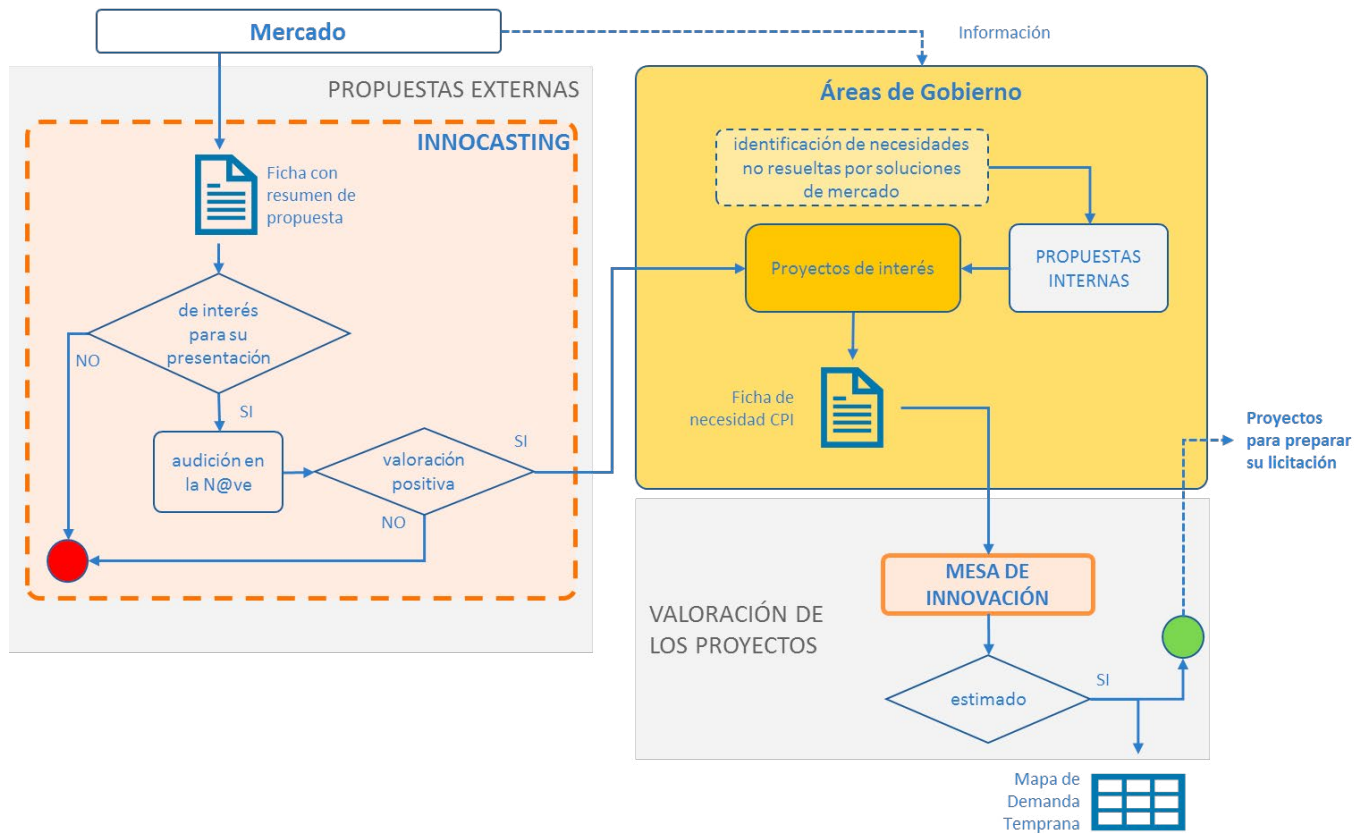 Mercado
Información
PROPUESTAS EXTERNAS
INNOCASTING
Ficha con
resumen de
propuesta
de interés
para su
presentación
NO
SI
audición en
la N@ve
valoración
positiva
SI
NO
Áreas de Gobierno
identificación de necesidades
no resueltas por soluciones
de mercado
Proyectos de interés
PROPUESTAS
INTERNAS
Ficha de
necesidad CPI
Proyectos
para preparar
su licitación
MESA DE
INNOVACIÓN
VALORACIÓN DE
LOS PROYECTOS
estimado
SI
Mapa de
Demanda
Temprana